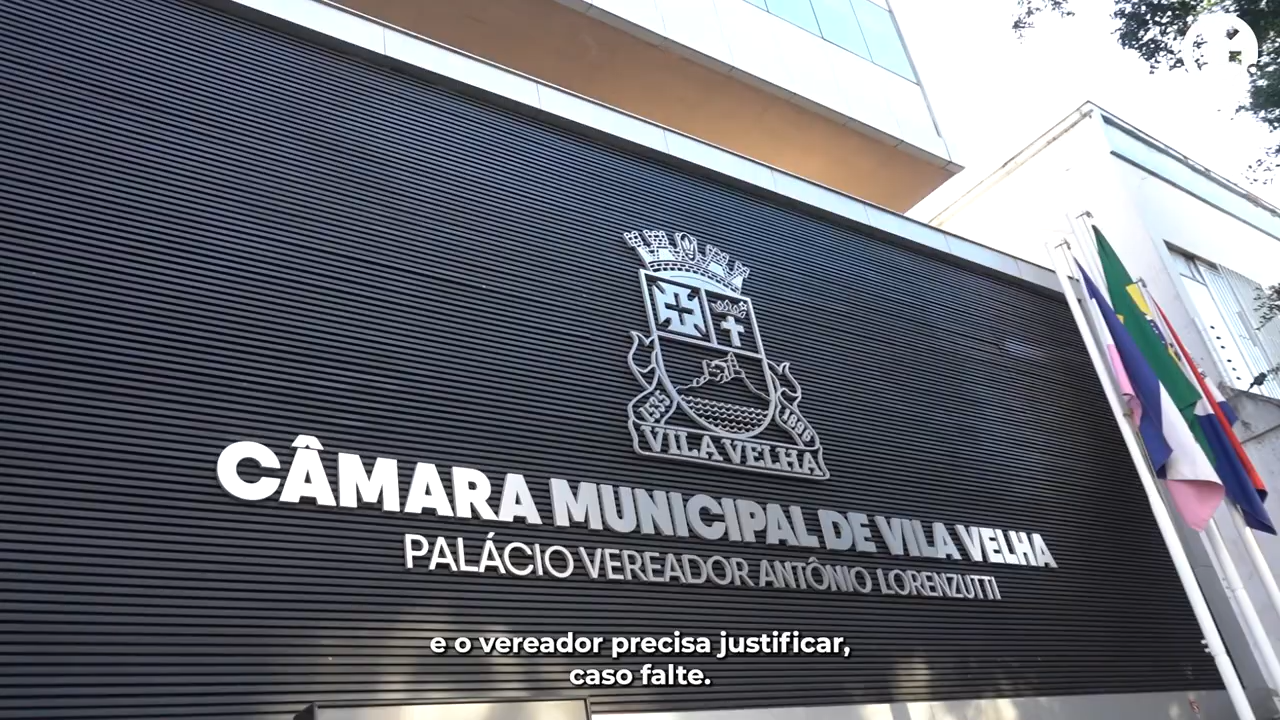 1535
1896
VILA VELHA
CÂMARA MUNICIPAL DE VILA VELHA
PALÁCIO VEREADOR ANTÔNIO LORENZUTTI
e o vereador precisa justificar,
caso falte.